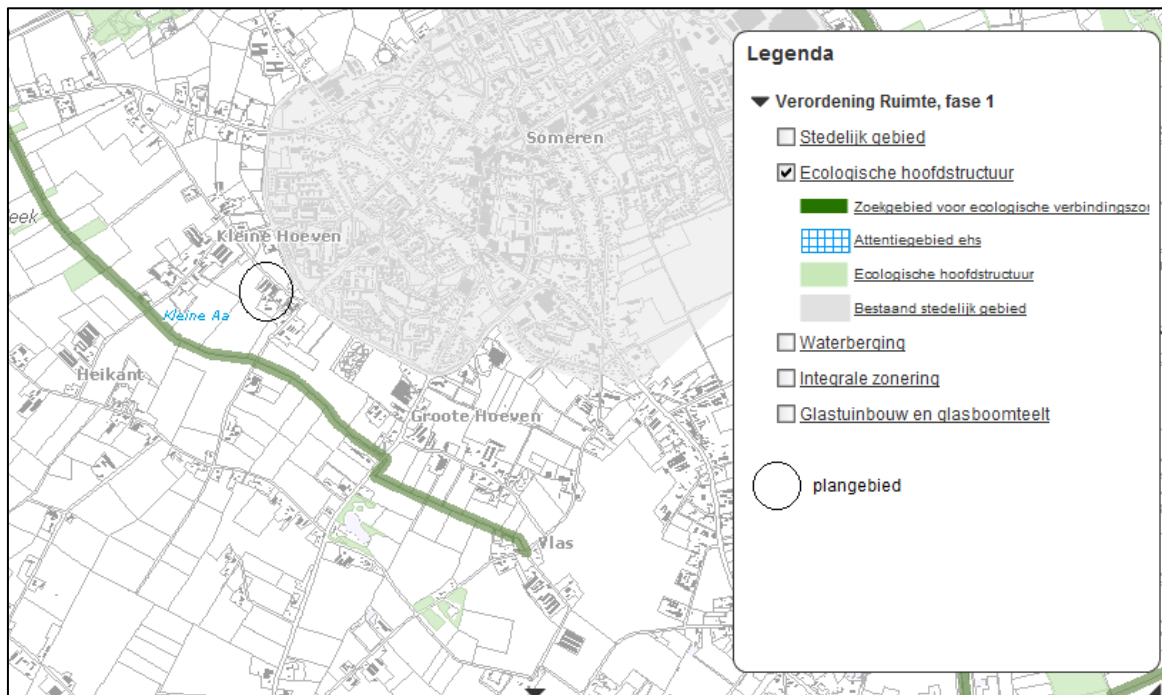 Someren
eek
Kleine Hoeven
Kleine Aa
Heikant
Groote Hoeven
Vlas
Legenda
Verordening Ruimte, fase 1
Stedelijk gebied
Ecologische hoofdstructuur
Zoekgebied voor ecologische verbindingszo
Attentiegebied ehs
Ecologische hoofdstructuur
Bestaand stedelijk gebied
Waterberging
Integrale zonering
Glastuinbouw en glasboomteelt
plangebied